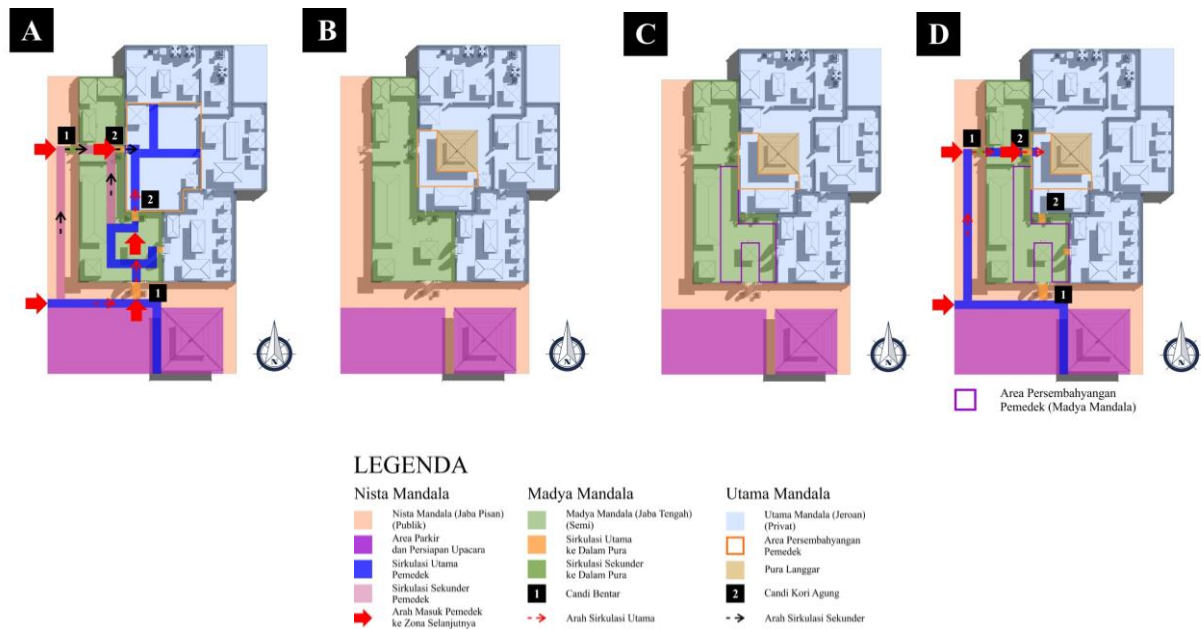 A
B
C
D
1
2
2
1
N
N
N
1
2
2
1
N
Area Persembahyangan
Pemedek (Madya Mandala)
LEGENDA
Nista Mandala
Nista Mandala (Jaba Pisan)
(Publik)
Area Parkir
dan Persiapan Upacara
Sirkulasi Utama
Pemedek
Sirkulasi Sekunder
Pemedek
Arah Masuk Pemedek
ke Zona Selanjutnya
Madya Mandala
Madya Mandala (Jaba Tengah)
(Semi)
Sirkulasi Utama
ke Dalam Pura
Sirkulasi Sekunder
ke Dalam Pura
1 Candi Bentar
Arah Sirkulasi Utama
Utama Mandala
Utama Mandala (Jeroan)
(Privat)
Area Persembahyangan
Pemedek
Pura Langgar
2 Candi Kori Agung
Arah Sirkulasi Sekunder